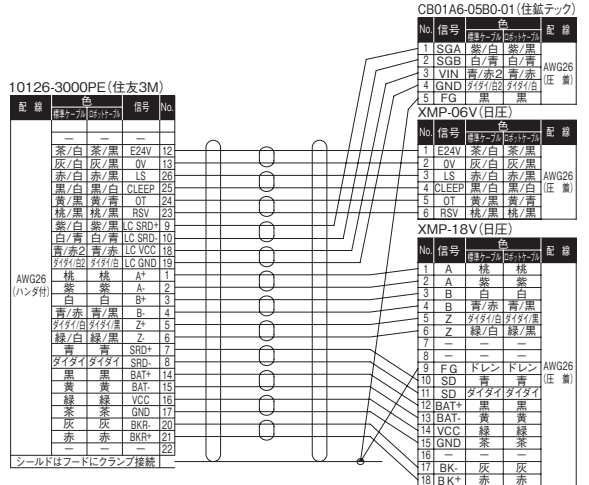 CB01A6-05B0-01(住鉱テック)
No. 信号 色 配 線
標準ケーブル ロボットケーブル
1 SGA 紫/白 紫/黒
2 SGB 白/青 白/青
3 VIN 青/赤2 青/赤
4 GND ダイダイ/白2 ダイダイ/白
5 FG 黒 黒
AWG26
(圧 着)
XMP-06V(日圧)
No. 信号 色 配 線
標準ケーブル ロボットケーブル
1 E24V 茶/白 茶/黒
2 0V 灰/白 灰/黒
3 LS 赤/白 赤/黒
4 CLEEP 黒/白 黒/白
5 OT 黄/黒 黄/青
6 RSV 桃/黒 桃/黒
AWG26
(圧 着)
XMP-18V(日圧)
No. 信号 色 配 線
標準ケーブル ロボットケーブル
1 A 桃 桃
2 A 紫 紫
3 B 白 白
4 B 青/赤 青/黒
5 Z ダイダイ/白 ダイダイ/黒
6 Z 緑/白 緑/黒
7 － － －
8 － － －
9 FG ドレン ドレン
10 SD 青 青
11 SD ダイダイ ダイダイ
12 BAT+ 黒 黒
13 BAT- 黄 黄
14 VCC 緑 緑
15 GND 茶 茶
16 － － －
17 BK- 灰 灰
18 BK+ 赤 赤
AWG26
(圧 着)
10126-3000PE(住友3M)
配 線 色 信号 No.
標準ケーブル ロボットケーブル
－ － －
茶/白 茶/黒 E24V 12
灰/白 灰/黒 0V 13
赤/白 赤/黒 LS 26
黒/白 黒/白 CLEEP 25
黄/黒 黄/青 OT 24
桃/黒 桃/黒 RSV 23
紫/白 紫/黒 LC SRD+ 9
白/青 白/青 LC SRD- 10
青/赤2 青/赤 LC VCC 18
ダイダイ/白2 ダイダイ/白 LC GND 19
桃 桃 A+ 1
紫 紫 A- 2
白 白 B+ 3
青/赤 青/黒 B- 4
ダイダイ/白 ダイダイ/黒 Z+ 5
緑/白 緑/黒 Z- 6
青 青 SRD+ 7
ダイダイ ダイダイ SRD- 8
黒 黒 BAT+ 14
黄 黄 BAT- 15
緑 緑 VCC 16
茶 茶 GND 17
灰 灰 BKR- 20
赤 赤 BKR+ 21
－ － － 22
AWG26
(ハンダ付)
シールドはフードにクランプ接続